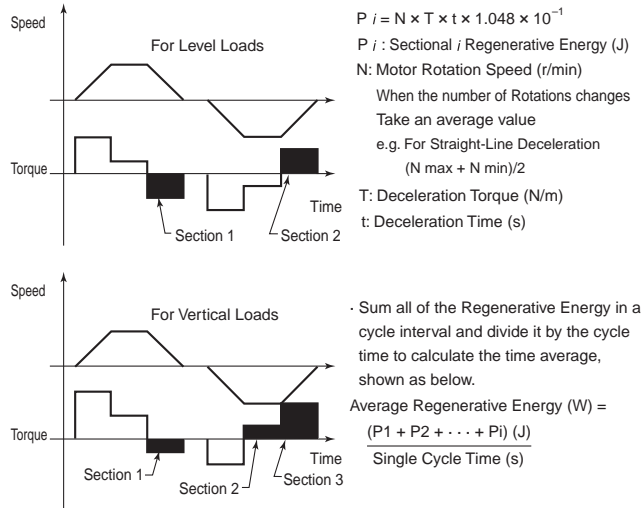 Speed
For Level Loads
Torque
Time
Section 1
Section 2
P i = N × T × t × 1.048 × 10⁻¹
P i : Sectional i Regenerative Energy (J)
N: Motor Rotation Speed (r/min)
When the number of Rotations changes
Take an average value
e.g. For Straight-Line Deceleration
(N max + N min)/2
T: Deceleration Torque (N/m)
t: Deceleration Time (s)
Speed
For Vertical Loads
Torque
Time
Section 1
Section 2
Section 3
· Sum all of the Regenerative Energy in a
cycle interval and divide it by the cycle
time to calculate the time average,
shown as below.
Average Regenerative Energy (W) =
(P1 + P2 + · · · + Pi) (J)
Single Cycle Time (s)